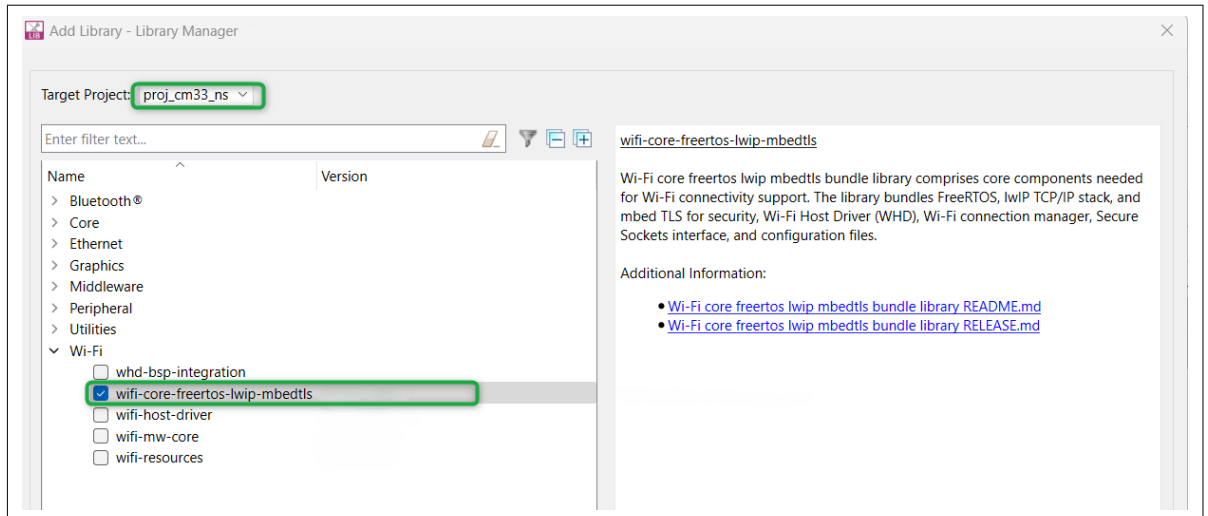 LIB Add Library - Library Manager
Target Project: proj_cm33_ns
Enter filter text...
Name Version
Bluetooth®
Core
Ethernet
Graphics
Middleware
Peripheral
Utilities
Wi-Fi
whd-bsp-integration
wifi-core-freertos-lwip-mbedtls
wifi-host-driver
wifi-mw-core
wifi-resources
wifi-core-freertos-lwip-mbedtls
Wi-Fi core freertos lwip mbedtls bundle library comprises core components needed
for Wi-Fi connectivity support. The library bundles FreeRTOS, lwIP TCP/IP stack, and
mbed TLS for security, Wi-Fi Host Driver (WHD), Wi-Fi connection manager, Secure
Sockets interface, and configuration files.
Additional Information:
• Wi-Fi core freertos lwip mbedtls bundle library README.md
• Wi-Fi core freertos lwip mbedtls bundle library RELEASE.md